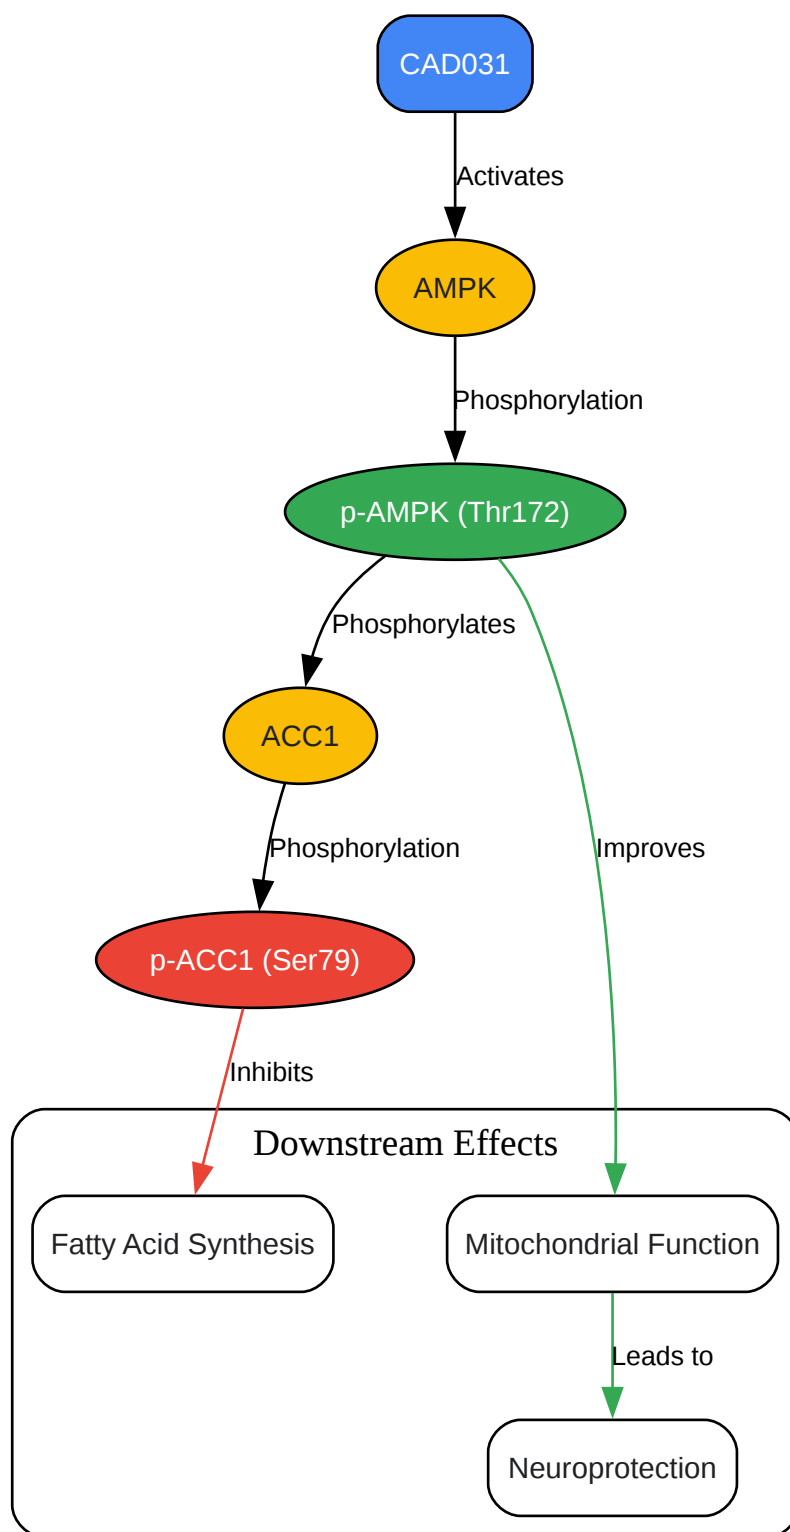 CAD031
Activates
AMPK
Phosphorylation
p-AMPK (Thr172)
Phosphorylates
ACC1
Phosphorylation
Improves
p-ACC1 (Ser79)
Inhibits
Downstream Effects
Fatty Acid Synthesis
Mitochondrial Function
Leads to
Neuroprotection